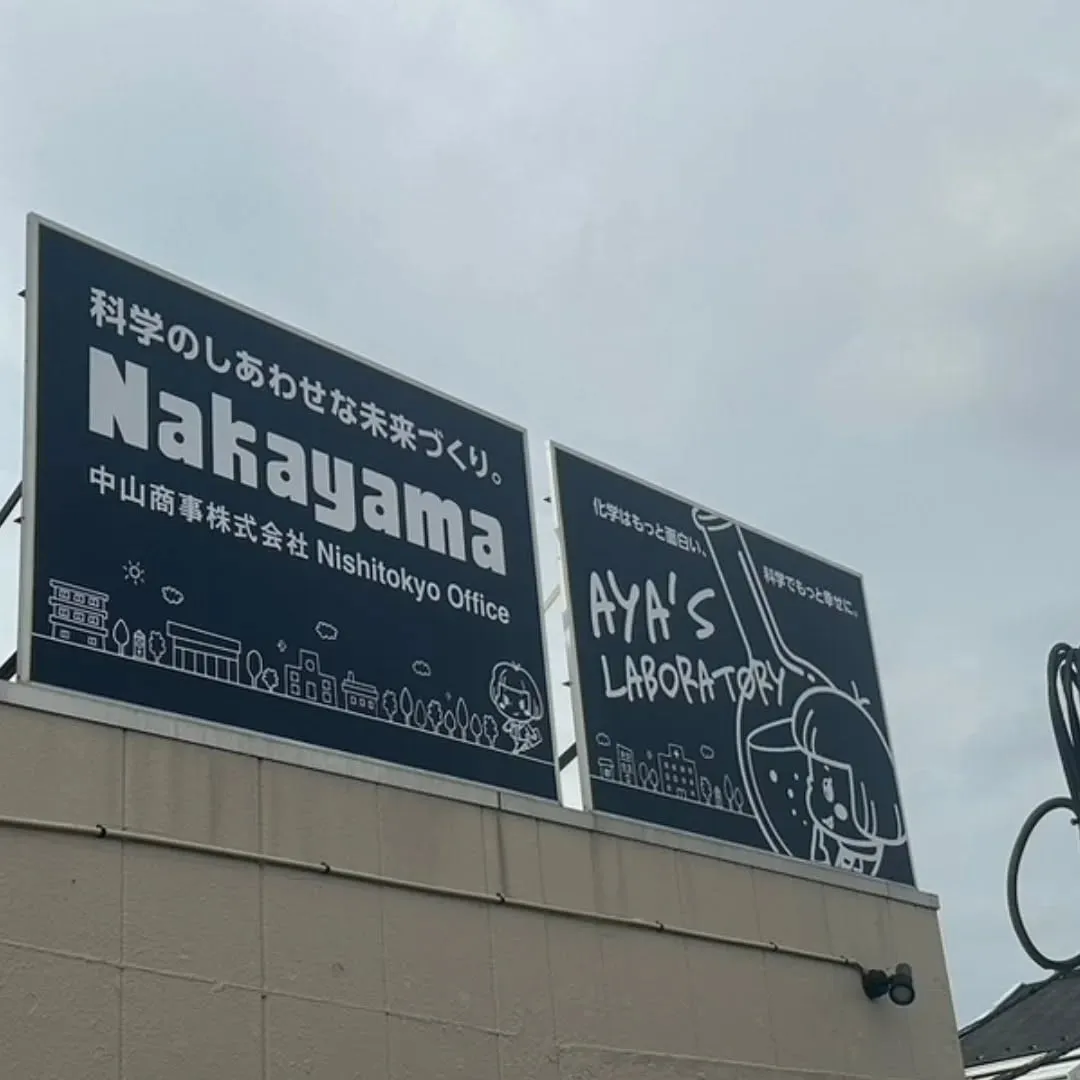 科学のしあわせな未来づくり。
Nakayama
中山商事株式会社 Nishitokyo Office
化学はもっと面白い、
科学でもっと幸せに。
AYA'S
LABORATORY